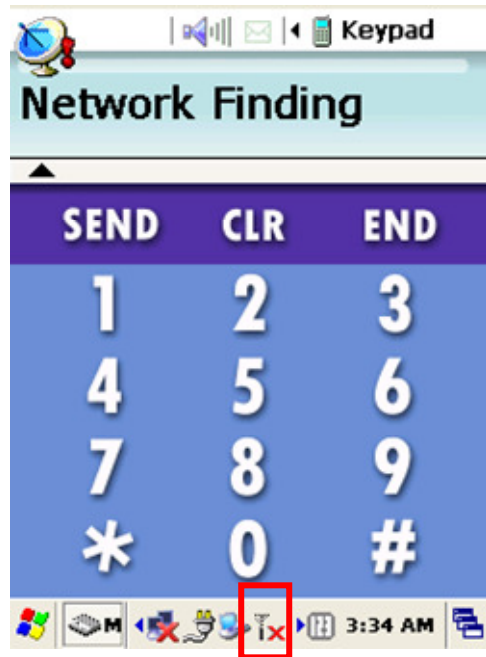 Keypad
Network Finding
SEND CLR END
1 2 3
4 5 6
7 8 9
* 0 #
M 3:34 AM